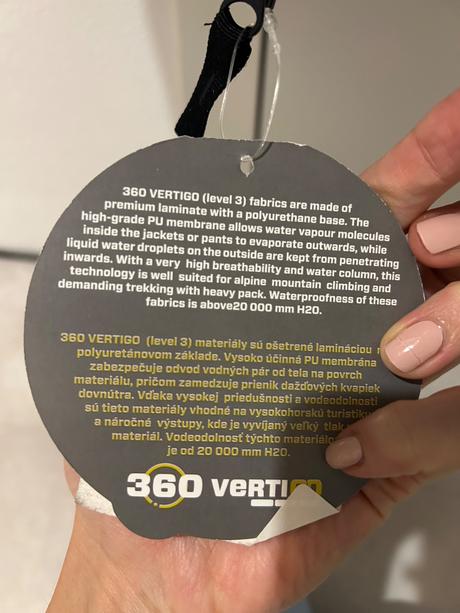 360 VERTIGO (level 3) fabrics are made of
premium laminate with a polyurethane base. The
high-grade PU membrane allows water vapour molecules
inside the jackets or pants to evaporate outwards, while
liquid water droplets on the outside are kept from penetrating
inwards. With a very high breathability and water column, this
technology is well suited for alpine mountain climbing and
demanding trekking with heavy pack. Waterproofness of these
fabrics is above20 000 mm H2O.
360 VERTIGO (level 3) materiály sú ošetrené lamináciou
polyuretánovom základe. Vysoko účinná PU membrána
zabezpečuje odvod vodných pár od tela na povrch
materiálu, pričom zamedzuje prienik dažďových kvapiek
dovnútra. Vďaka vysokej priedušnosti a vodeodolnosti
sú tieto materiály vhodné na vysokohorskú turistiku
a náročné výstupy, kde je vyvíjaný veľký tlak
materiál. Vodeodolnosť týchto materiálo
je od 20 000 mm H2O.
360 VERTIGO